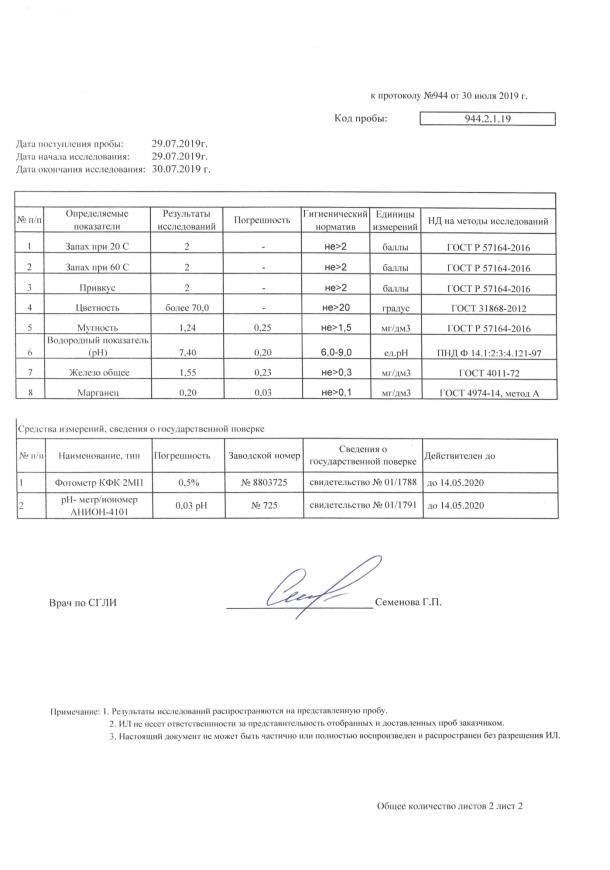 к протоколу №944 от 30 июля 2019 г.
Код пробы: 944.2.1.19
Дата поступления пробы: 29.07.2019г.
Дата начала исследования: 29.07.2019г.
Дата окончания исследования: 30.07.2019 г.
№ п/п Определяемые показатели Результаты исследований Погрешность Гигиенический норматив Единицы измерений НД на методы исследований
1 Запах при 20 С 2 - не>2 баллы ГОСТ Р 57164-2016
2 Запах при 60 С 2 - не>2 баллы ГОСТ Р 57164-2016
3 Привкус 2 - не>2 баллы ГОСТ Р 57164-2016
4 Цветность более 70,0 - не>20 градус ГОСТ 31868-2012
5 Мутность 1,24 0,25 не>1,5 мг/дм3 ГОСТ Р 57164-2016
6 Водородный показатель (pH) 7,40 0,20 6,0-9,0 ед.pH ПНД Ф 14.1:2:3:4.121-97
7 Железо общее 1,55 0,23 не>0,3 мг/дм3 ГОСТ 4011-72
8 Марганец 0,20 0,03 не>0,1 мг/дм3 ГОСТ 4974-14, метод А
Средства измерений, сведения о государственной поверке
№ п/п Наименование, тип Погрешность Заводской номер Сведения о государственной поверке Действителен до
1 Фотометр КФК 2МП 0,5% № 8803725 свидетельство № 01/1788 до 14.05.2020
2 pH- метр/иономер АНИОН-4101 0,03 pH № 725 свидетельство № 01/1791 до 14.05.2020
Врач по СГЛИ Семенова Г.П.
Примечание: 1. Результаты исследований распространяются на представленную пробу.
2. ИЛ не несет ответственности за представительность отобранных и доставленных проб заказчиком.
3. Настоящий документ не может быть частично или полностью воспроизведен и распространен без разрешения ИЛ.
Общее количество листов 2 лист 2